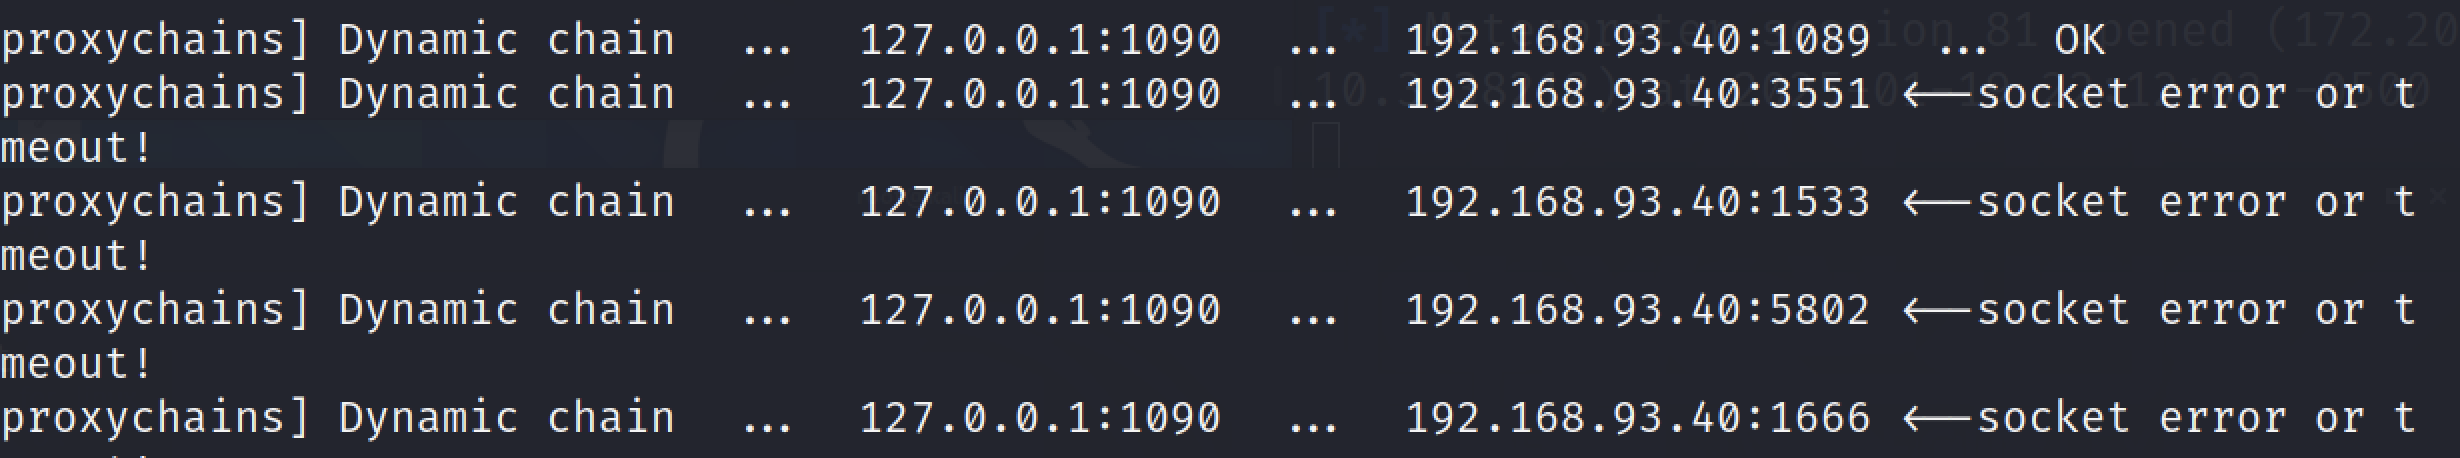 proxychains] Dynamic chain  ...  127.0.0.1:1090  ...  192.168.93.40:1089  ...  OK
proxychains] Dynamic chain  ...  127.0.0.1:1090  ...  192.168.93.40:3551 <--socket error or t
meout!
proxychains] Dynamic chain  ...  127.0.0.1:1090  ...  192.168.93.40:1533 <--socket error or t
meout!
proxychains] Dynamic chain  ...  127.0.0.1:1090  ...  192.168.93.40:5802 <--socket error or t
meout!
proxychains] Dynamic chain  ...  127.0.0.1:1090  ...  192.168.93.40:1666 <--socket error or t